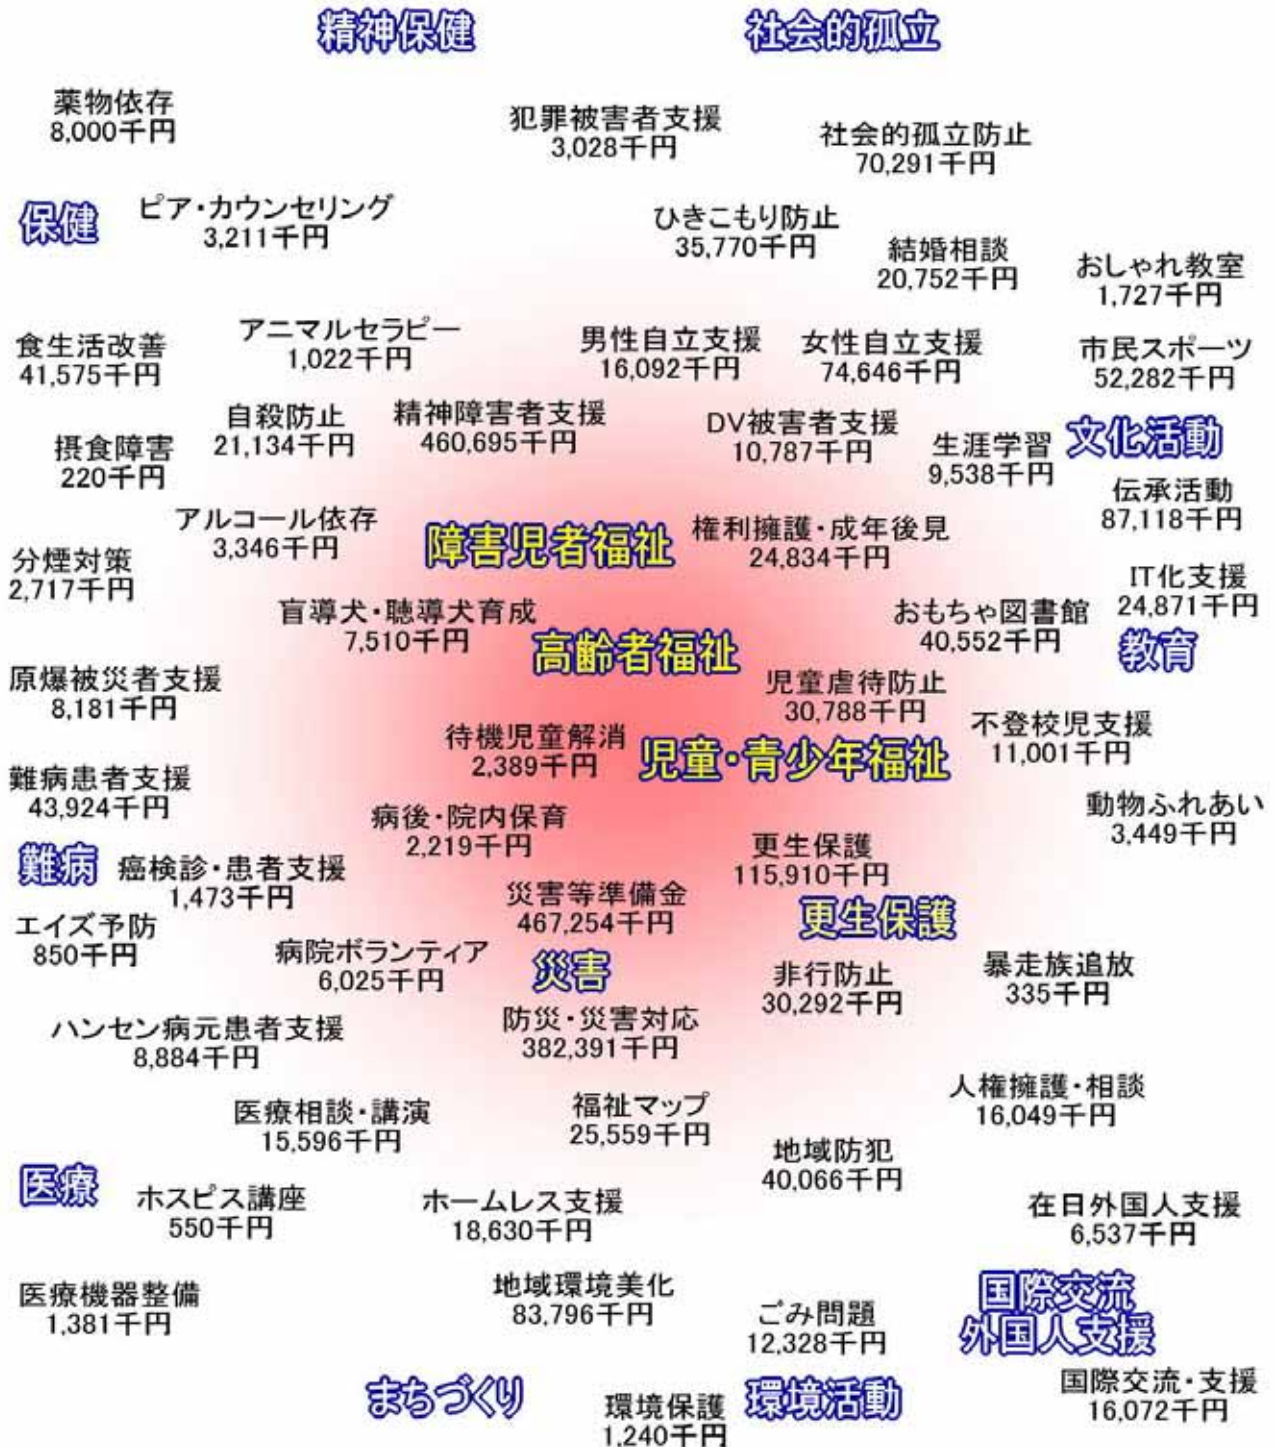 精神保健
社会的孤立
薬物依存
8,000千円
犯罪被害者支援
3,028千円
社会的孤立防止
70,291千円
保健
ピア・カウンセリング
3,211千円
ひきこもり防止
35,770千円
結婚相談
20,752千円
おしゃれ教室
1,727千円
食生活改善
41,575千円
アニマルセラピー
1,022千円
男性自立支援
16,092千円
女性自立支援
74,646千円
市民スポーツ
52,282千円
自殺防止
21,134千円
精神障害者支援
460,695千円
DV被害者支援
10,787千円
生涯学習
9,538千円
文化活動
摂食障害
220千円
伝承活動
87,118千円
アルコール依存
3,346千円
障害児者福祉
権利擁護・成年後見
24,834千円
分煙対策
2,717千円
IT化支援
24,871千円
盲導犬・聴導犬育成
7,510千円
高齢者福祉
おもちゃ図書館
40,552千円
教育
原爆被災者支援
8,181千円
児童虐待防止
30,788千円
待機児童解消
2,389千円
児童・青少年福祉
不登校児支援
11,001千円
難病患者支援
43,924千円
病後・院内保育
2,219千円
動物ふれあい
3,449千円
難病
癌検診・患者支援
1,473千円
更生保護
115,910千円
災害等準備金
467,254千円
更生保護
エイズ予防
850千円
病院ボランティア
6,025千円
災害
非行防止
30,292千円
暴走族追放
335千円
ハンセン病元患者支援
8,884千円
防災・災害対応
382,391千円
人権擁護・相談
16,049千円
医療相談・講演
15,596千円
福祉マップ
25,559千円
地域防犯
40,066千円
医療
ホスピス講座
550千円
ホームレス支援
18,630千円
在日外国人支援
6,537千円
医療機器整備
1,381千円
地域環境美化
83,796千円
ごみ問題
12,328千円
国際交流
外国人支援
まちづくり
環境保護
1,240千円
環境活動
国際交流・支援
16,072千円